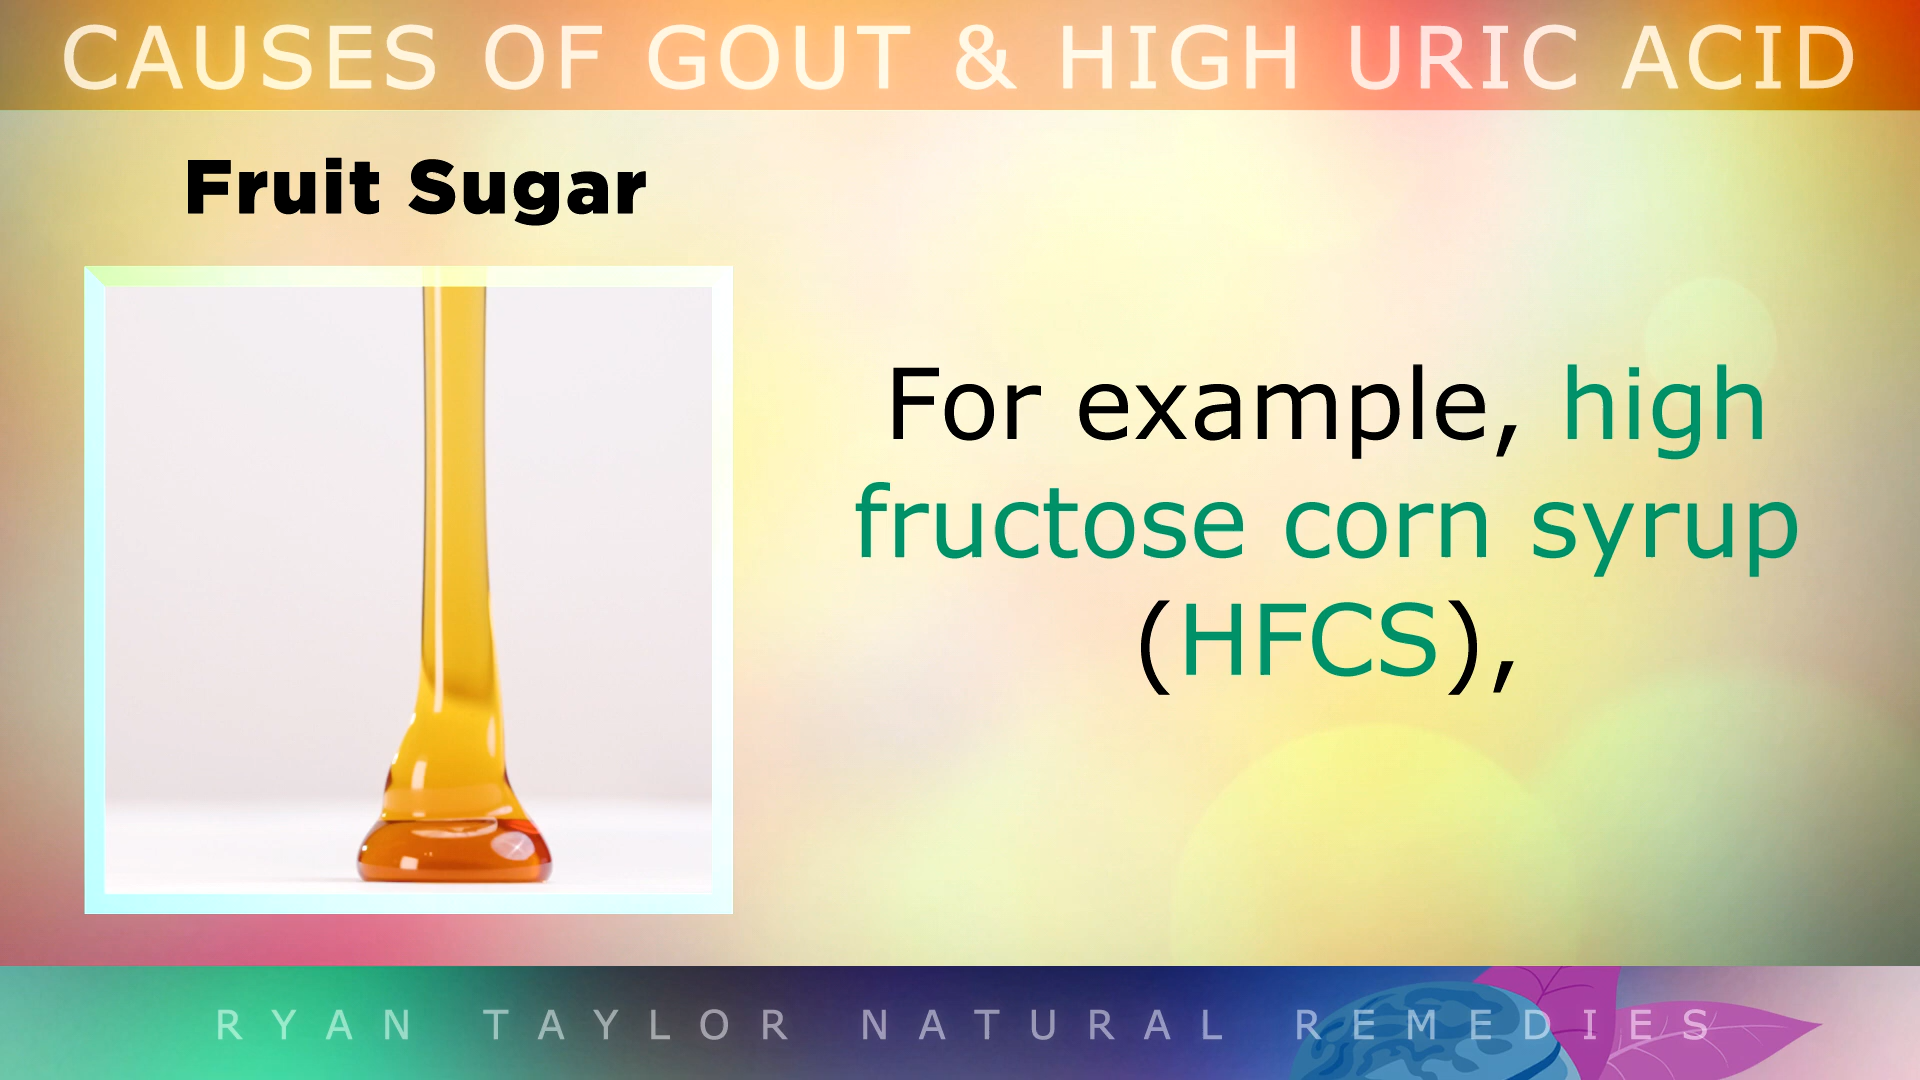 CAUSES OF GOUT & HIGH URIC ACID
Fruit Sugar
For example, high
fructose corn syrup
(HFCS),
RYAN TAYLOR NATURAL REMEDIES